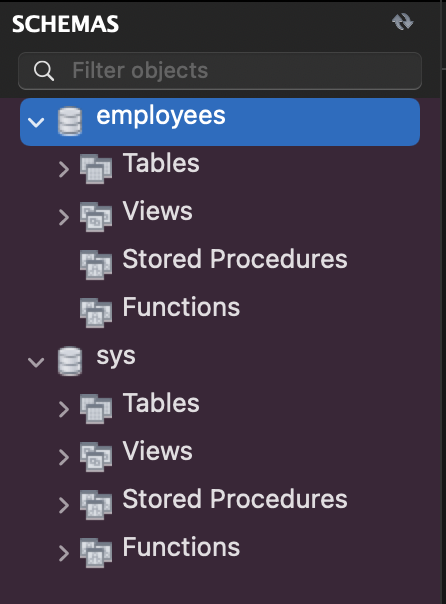 SCHEMAS
Filter objects
employees
Tables
Views
Stored Procedures
Functions
sys
Tables
Views
Stored Procedures
Functions